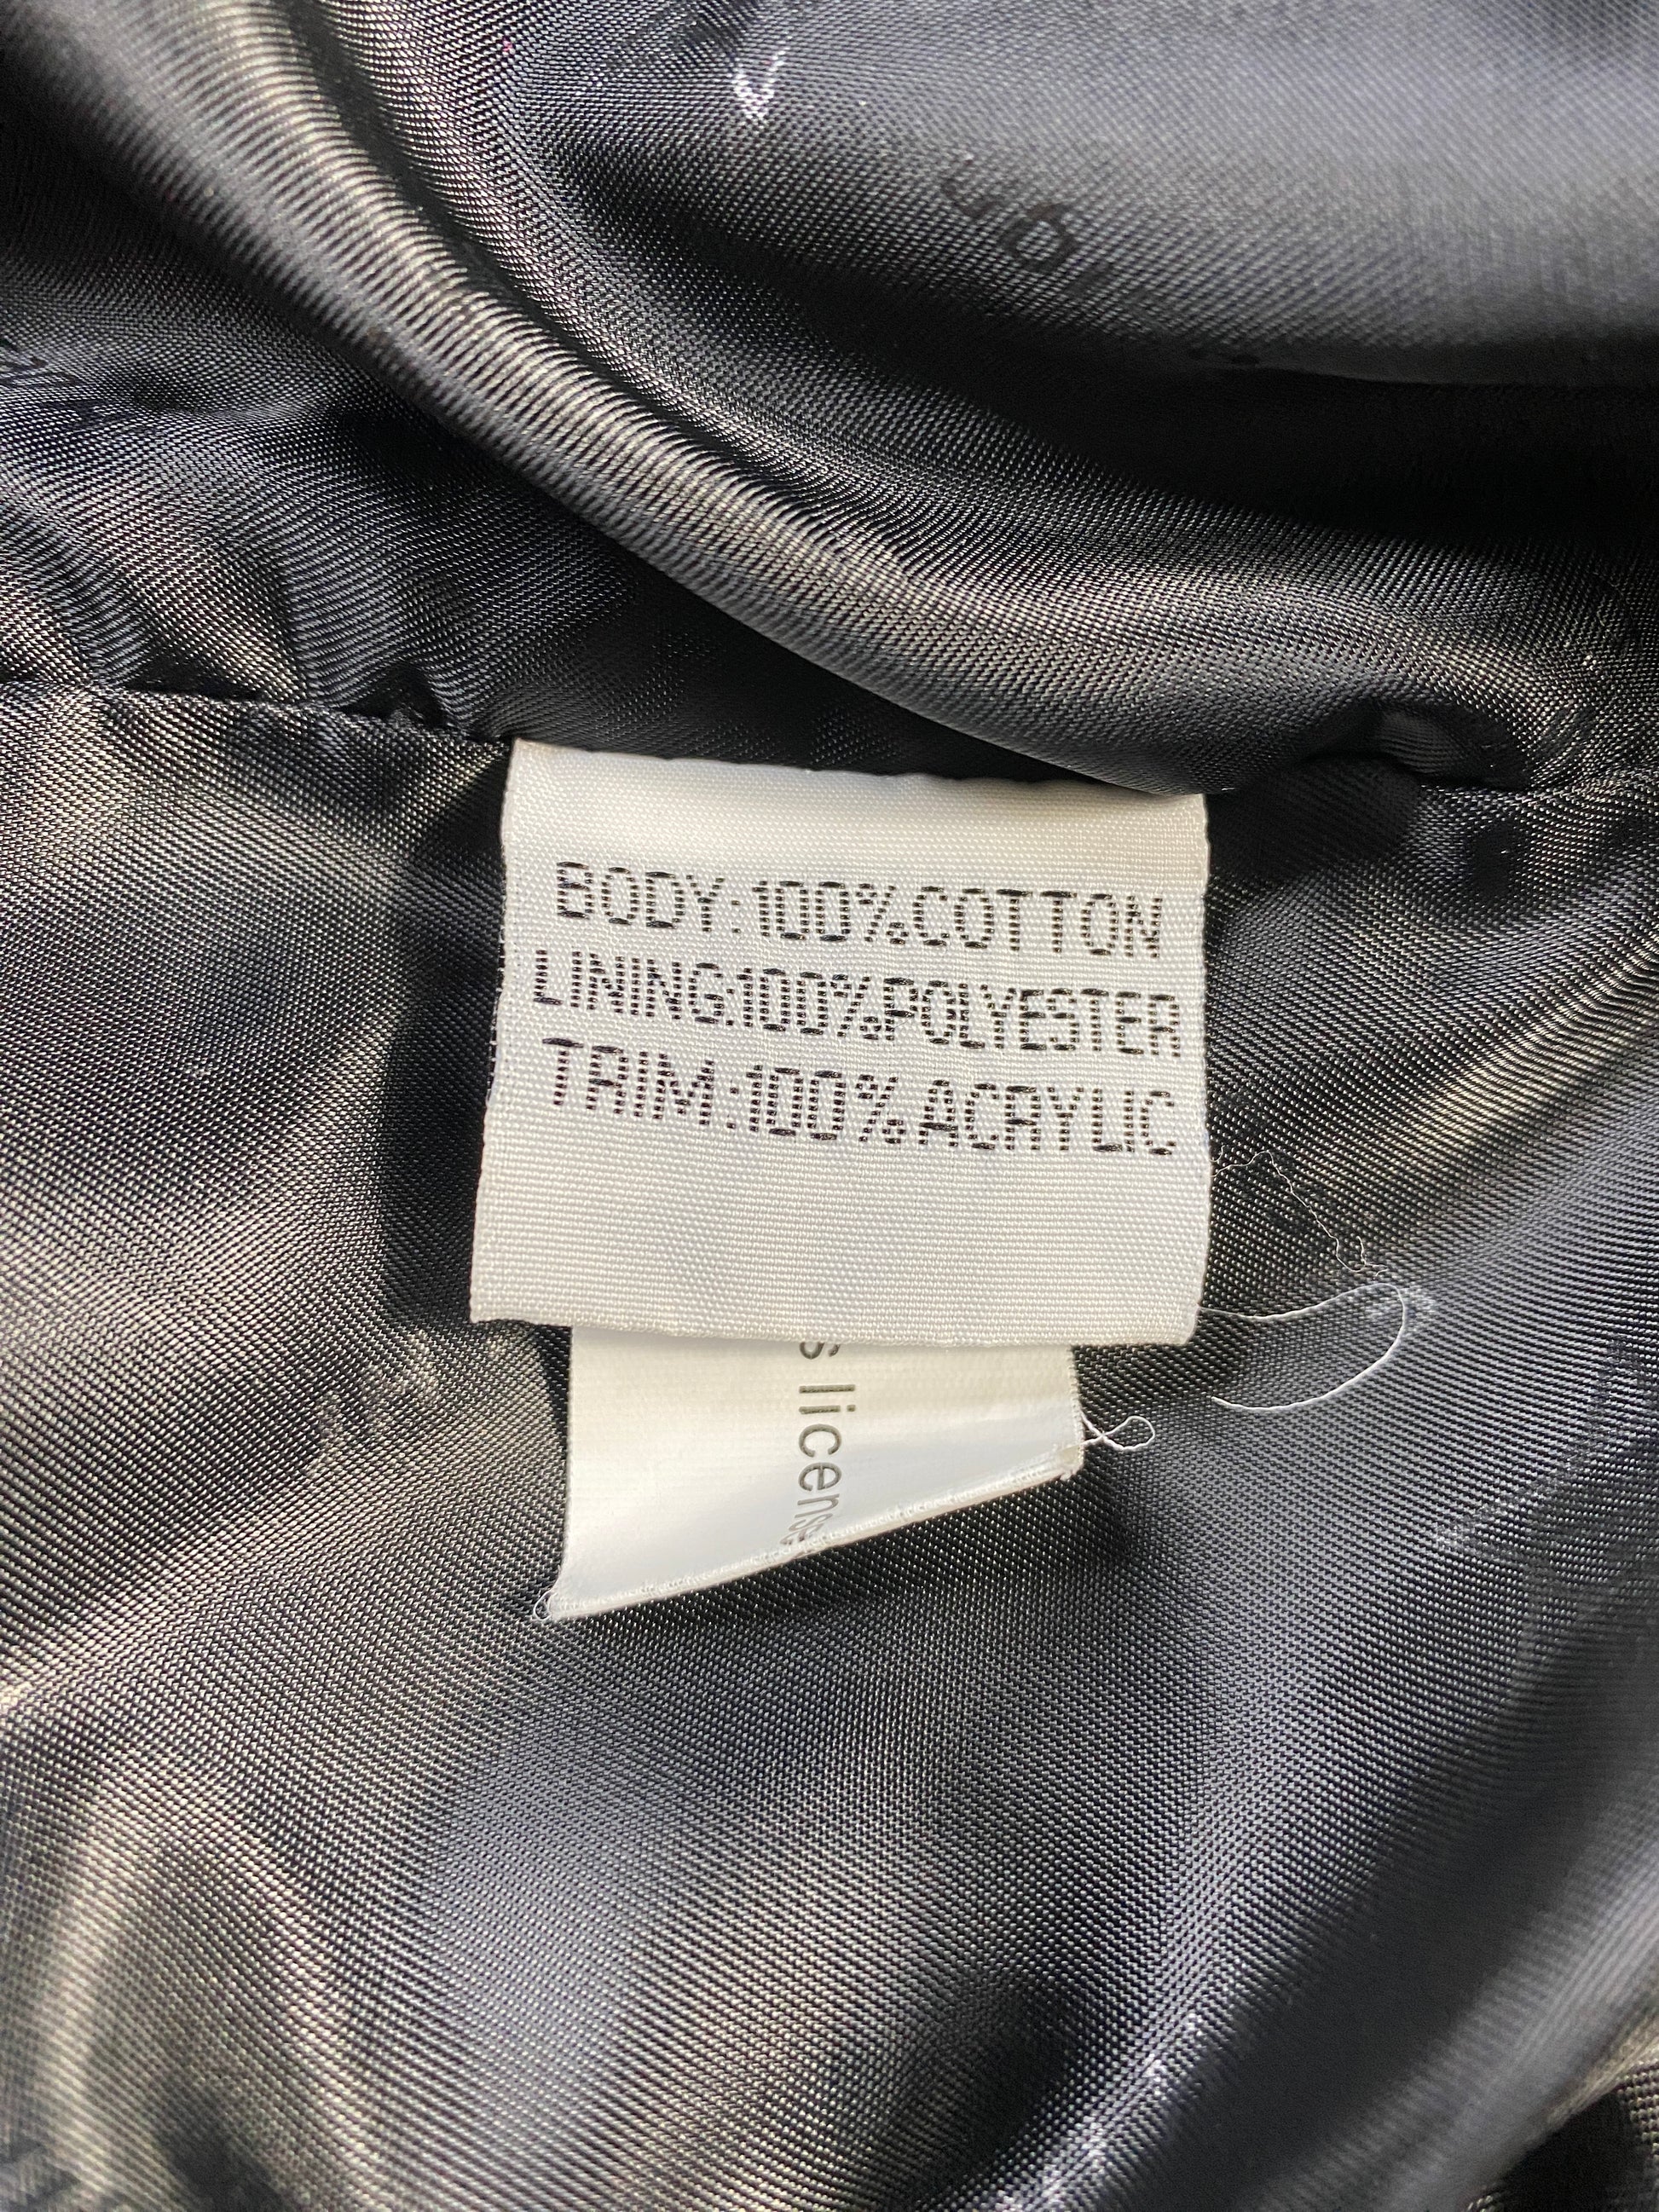 BODY:100%COTTON
LINING:100%POLYESTER
TRIM:100%ACRYLIC